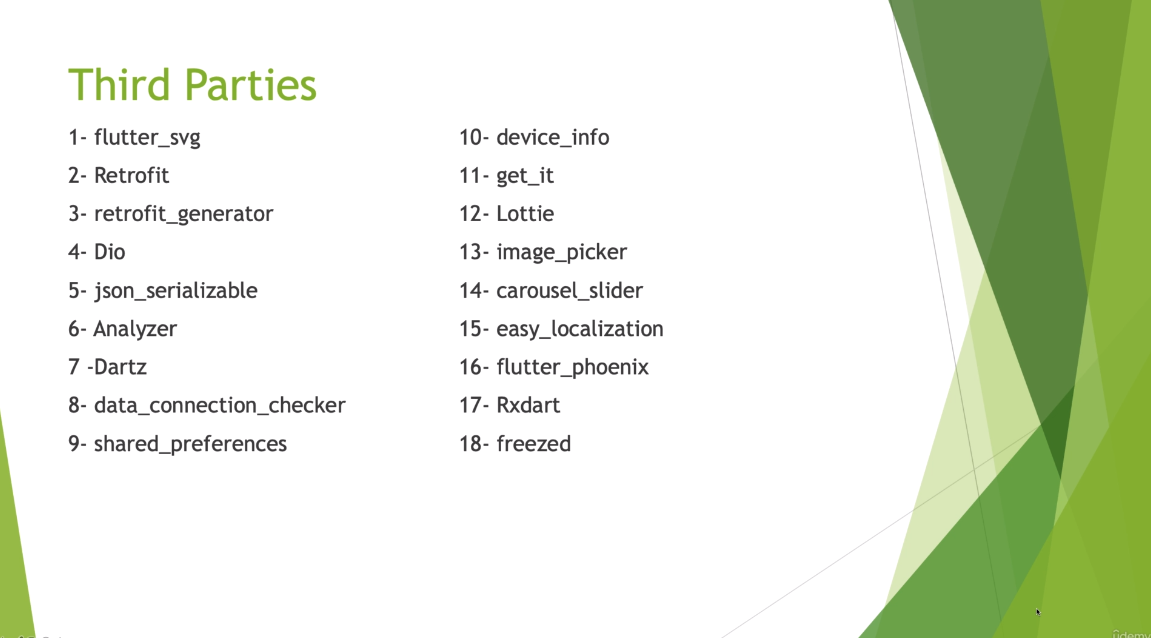 Third Parties
1- flutter_svg
2- Retrofit
3- retrofit_generator
4- Dio
5- json_serializable
6- Analyzer
7 -Dartz
8- data_connection_checker
9- shared_preferences
10- device_info
11- get_it
12- Lottie
13- image_picker
14- carousel_slider
15- easy_localization
16- flutter_phoenix
17- Rxdart
18- freezed